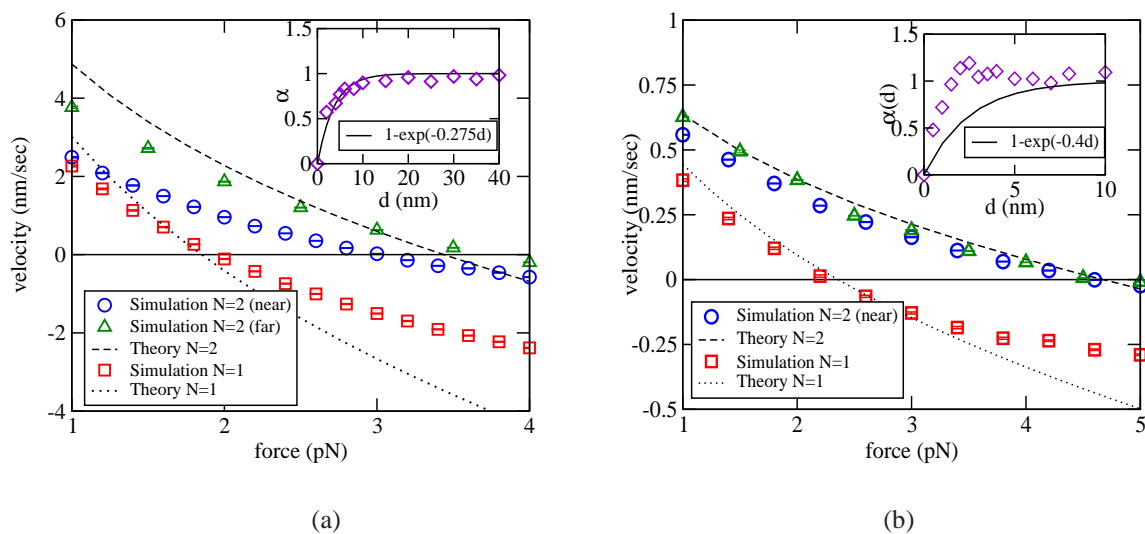 6
4
2
0
-2
-4
1
2
3
4
velocity (nm/sec)
force (pN)
1.5
1
0.5
0
0
10
20
30
40
α
d (nm)
1-exp(-0.275d)
Simulation N=2 (near)
Simulation N=2 (far)
Theory N=2
Simulation N=1
Theory N=1
(a)
1
0.75
0.5
0.25
0
-0.25
-0.5
1
2
3
4
5
velocity (nm/sec)
force (pN)
1.5
1
0.5
0
0
5
10
α(d)
d (nm)
1-exp(-0.4d)
Simulation N=2 (near)
Theory N=2
Simulation N=1
Theory N=1
(b)